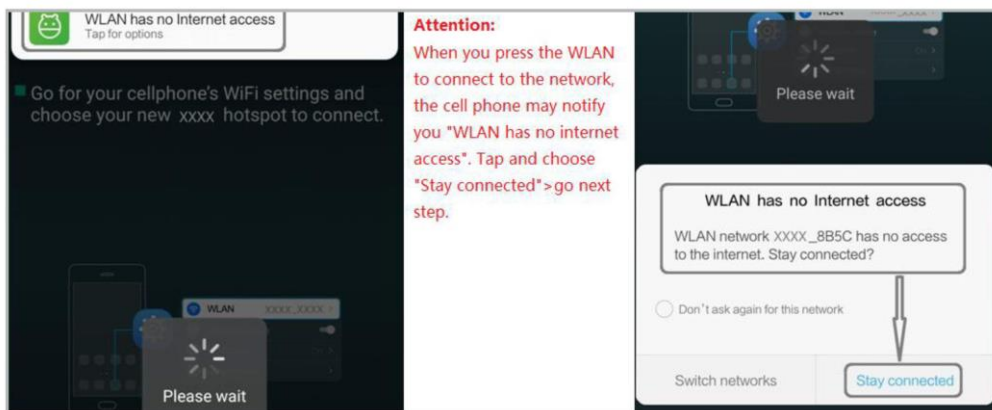 WLAN has no Internet access
Tap for options
Go for your cellphone's WiFi settings and
choose your new xxxx hotspot to connect.
WLAN
XXXX_XXXX
Please wait
Attention:
When you press the WLAN
to connect to the network,
the cell phone may notify
you "WLAN has no internet
access". Tap and choose
"Stay connected">go next
step.
Please wait
WLAN has no Internet access
WLAN network XXXX_8B5C has no access
to the internet. Stay connected?
Don't ask again for this network
Switch networks
Stay connected